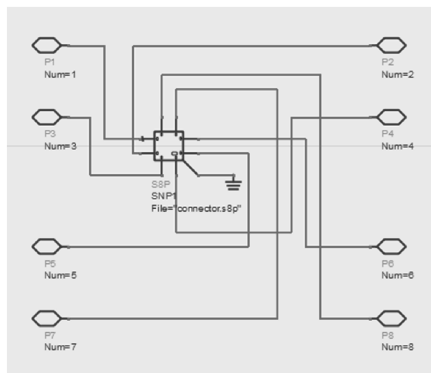 P1
Num=1
P2
Num=2
P3
Num=3
P4
Num=4
S8P
SNP1
File="connector.s8p"
P5
Num=5
P6
Num=6
P7
Num=7
P8
Num=8